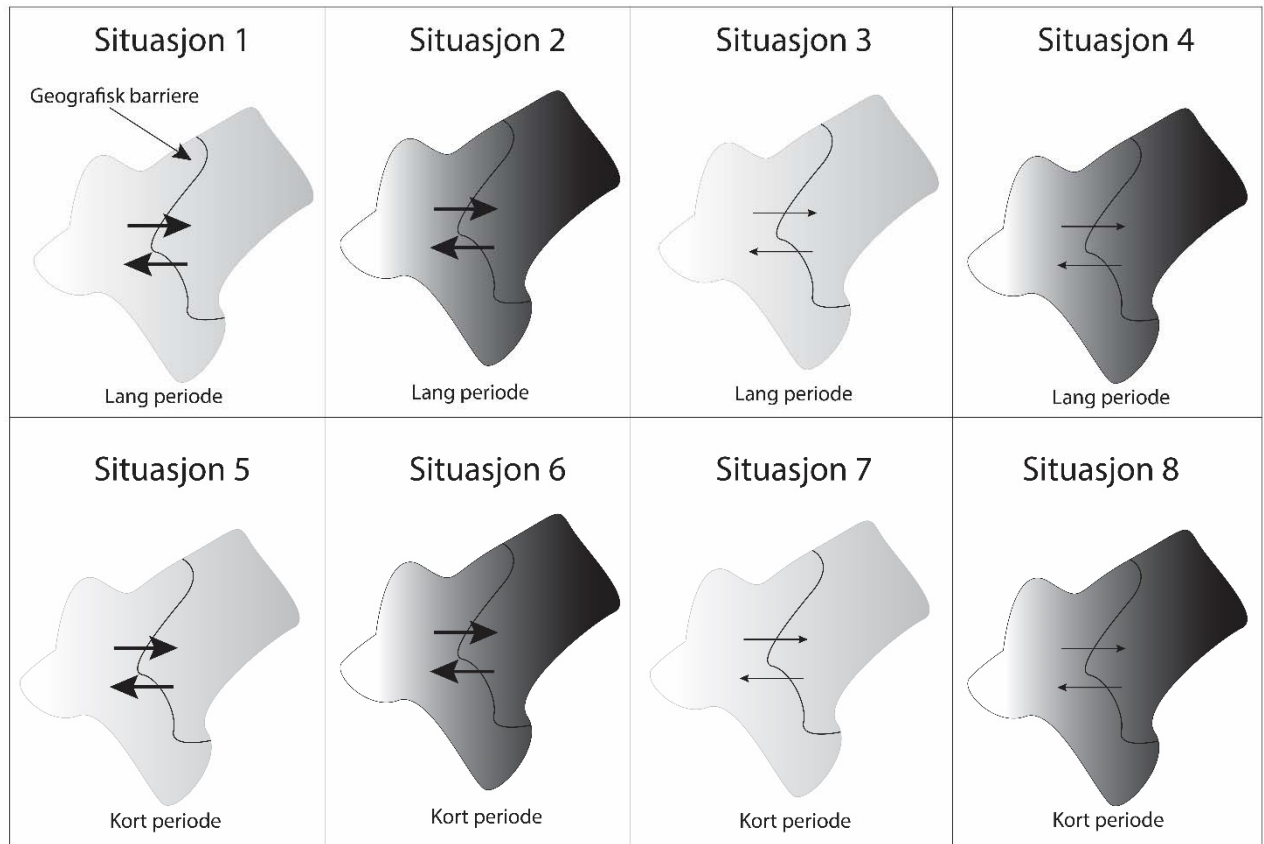 Situasjon 1
Geografisk barriere
Lang periode
Situasjon 2
Lang periode
Situasjon 3
Lang periode
Situasjon 4
Lang periode
Situasjon 5
Kort periode
Situasjon 6
Kort periode
Situasjon 7
Kort periode
Situasjon 8
Kort periode